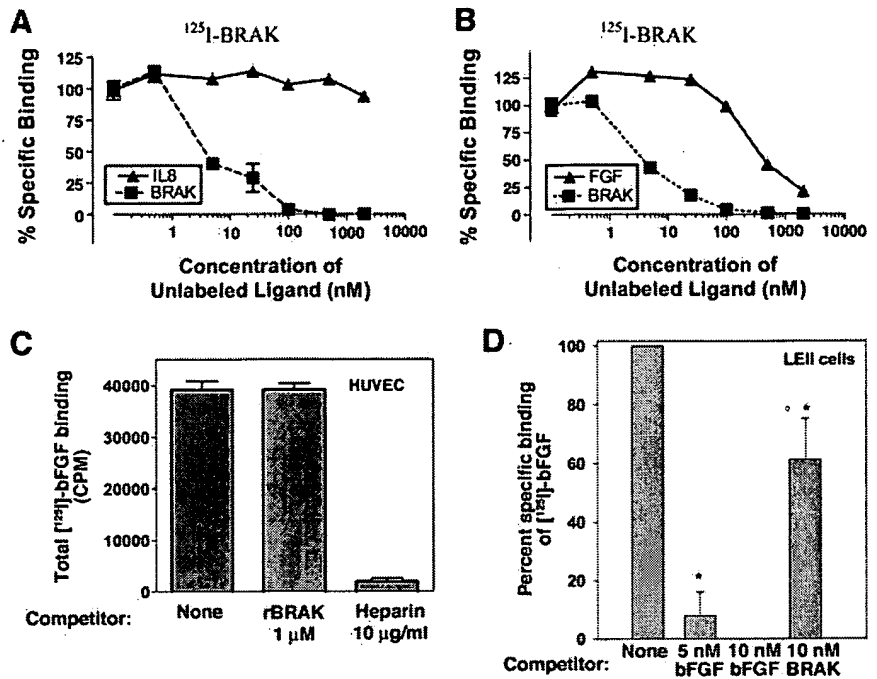 A
¹²⁵I-BRAK
% Specific Binding
125
100
75
50
25
0
IL8
BRAK
1
10
100
1000
10000
Concentration of
Unlabeled Ligand (nM)
B
¹²⁵I-BRAK
% Specific Binding
125
100
75
50
25
0
FGF
BRAK
1
10
100
1000
10000
Concentration of
Unlabeled Ligand (nM)
C
Total [¹²⁵I]-bFGF binding
(CPM)
40000
30000
20000
10000
0
HUVEC
Competitor:
None
rBRAK
1 μM
Heparin
10 μg/ml
D
Percent specific binding
of [¹²⁵I]-bFGF
100
80
60
40
20
0
LEII cells
*
*
Competitor:
None 5 nM 10 nM 10 nM
bFGF bFGF BRAK